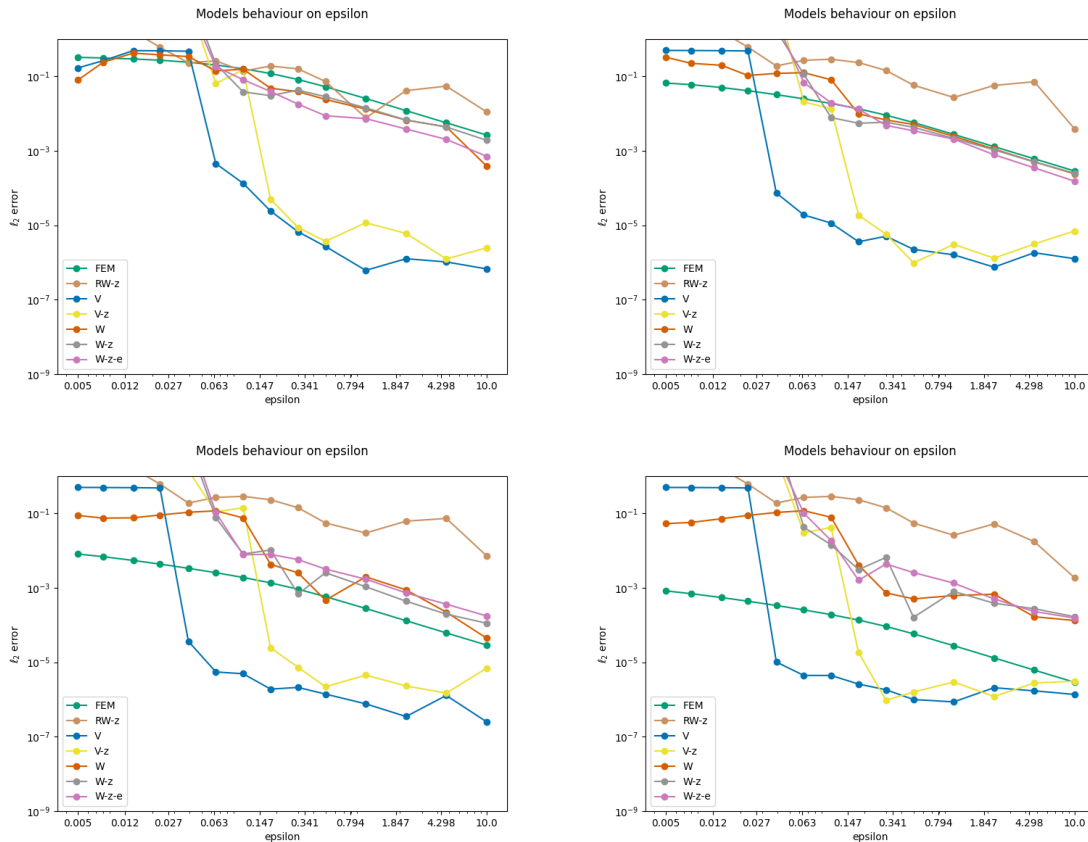 Models behaviour on epsilon
ℓ₂ error
10⁻¹
10⁻³
10⁻⁵
10⁻⁷
10⁻⁹
FEM
RW-z
V
V-z
W
W-z
W-z-e
0.005 0.012 0.027 0.063 0.147 0.341 0.794 1.847 4.298 10.0
epsilon
Models behaviour on epsilon
ℓ₂ error
10⁻¹
10⁻³
10⁻⁵
10⁻⁷
10⁻⁹
FEM
RW-z
V
V-z
W
W-z
W-z-e
0.005 0.012 0.027 0.063 0.147 0.341 0.794 1.847 4.298 10.0
epsilon
Models behaviour on epsilon
ℓ₂ error
10⁻¹
10⁻³
10⁻⁵
10⁻⁷
10⁻⁹
FEM
RW-z
V
V-z
W
W-z
W-z-e
0.005 0.012 0.027 0.063 0.147 0.341 0.794 1.847 4.298 10.0
epsilon
Models behaviour on epsilon
ℓ₂ error
10⁻¹
10⁻³
10⁻⁵
10⁻⁷
10⁻⁹
FEM
RW-z
V
V-z
W
W-z
W-z-e
0.005 0.012 0.027 0.063 0.147 0.341 0.794 1.847 4.298 10.0
epsilon